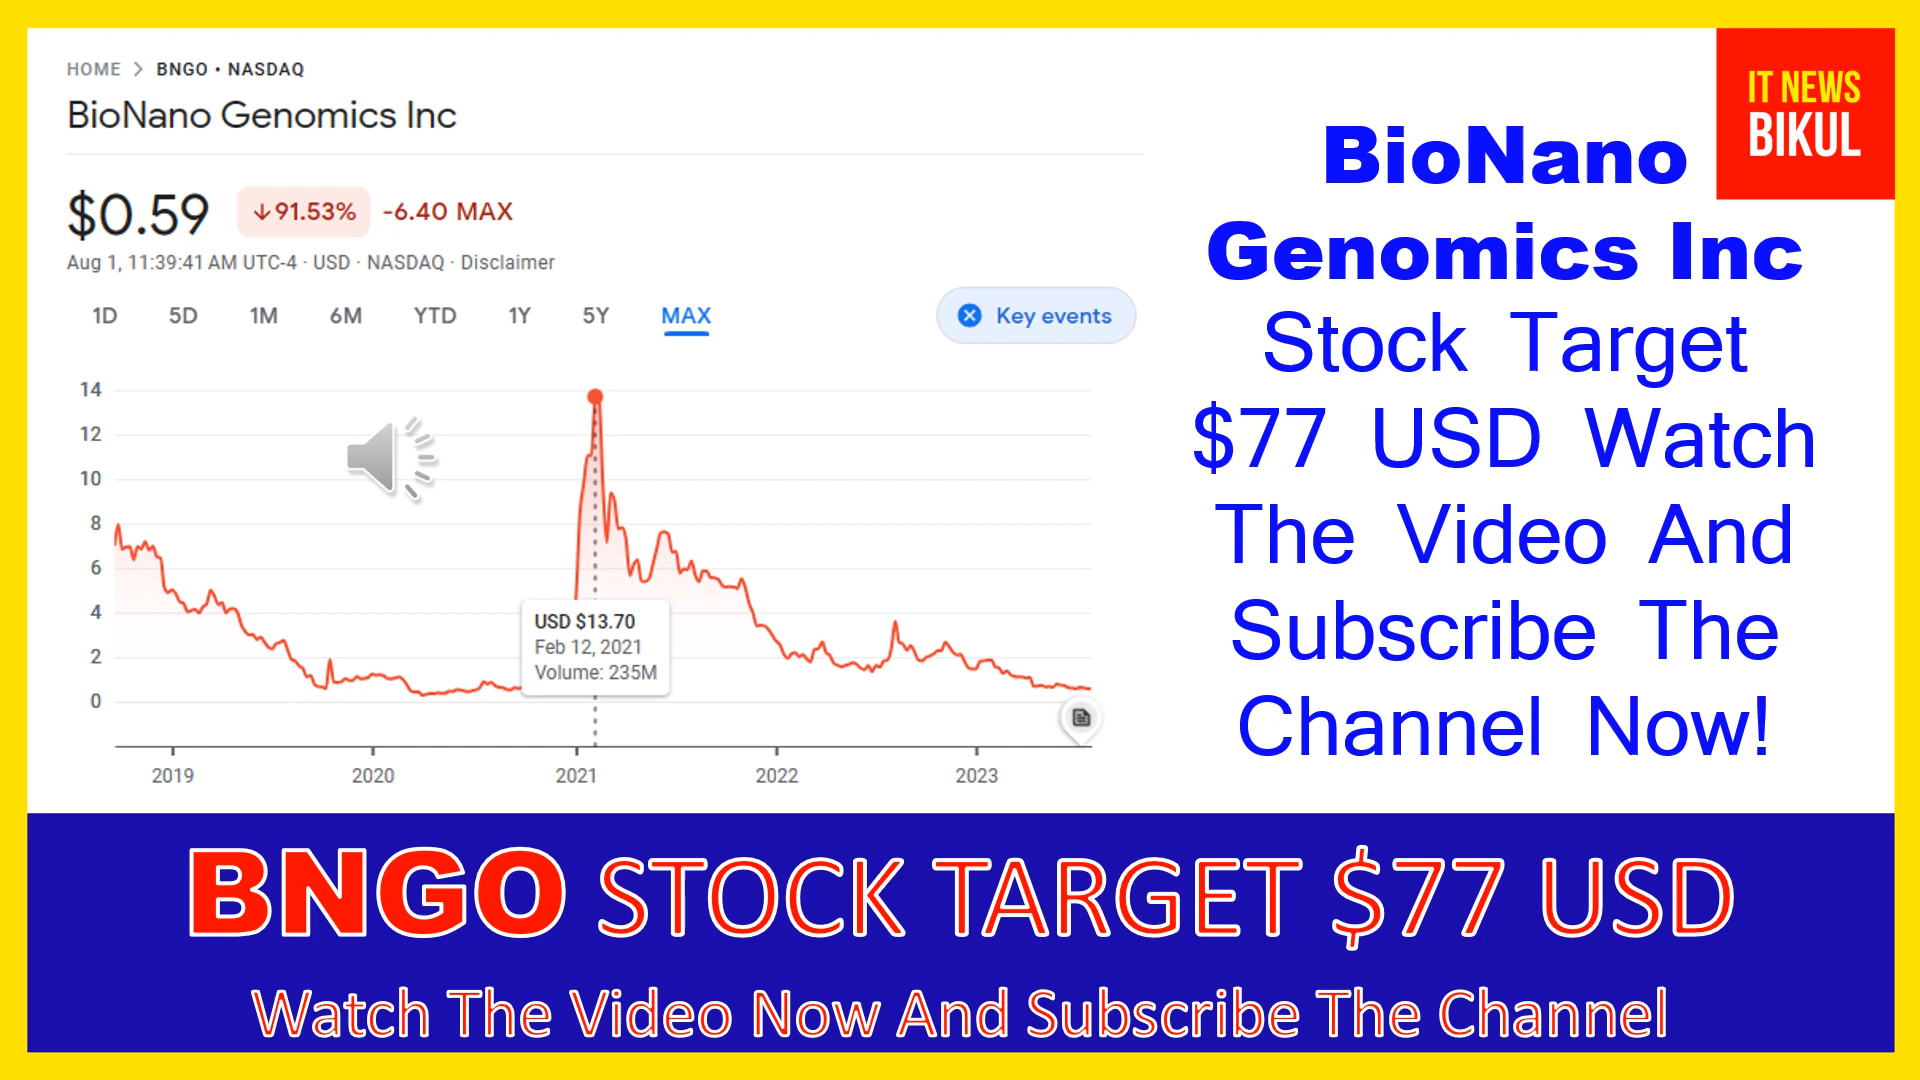 HOME > BNGO • NASDAQ
BioNano Genomics Inc
$0.59 ↓91.53% -6.40 MAX
Aug 1, 11:39:41 AM UTC-4 · USD · NASDAQ · Disclaimer
1D 5D 1M 6M YTD 1Y 5Y MAX
Key events
14
12
10
8
6
4
2
0
USD $13.70
Feb 12, 2021
Volume: 235M
2019 2020 2021 2022 2023
IT NEWS
BIKUL
BioNano
Genomics Inc
Stock Target
$77 USD Watch
The Video And
Subscribe The
Channel Now!
BNGO STOCK TARGET $77 USD
Watch The Video Now And Subscribe The Channel